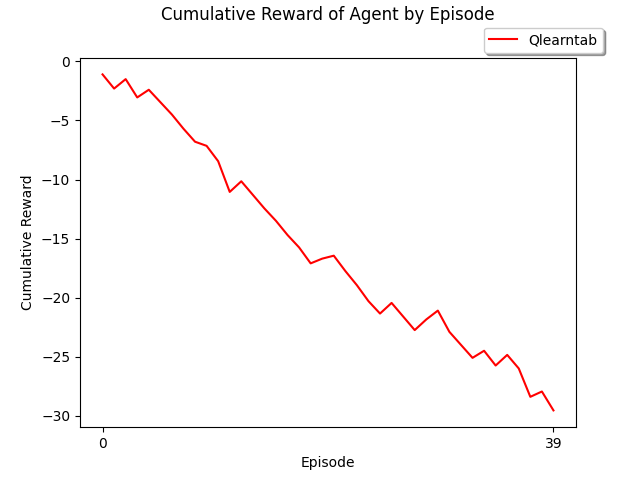 Cumulative Reward of Agent by Episode
Qlearntab
0
−5
−10
−15
−20
−25
−30
Cumulative Reward
0 39
Episode